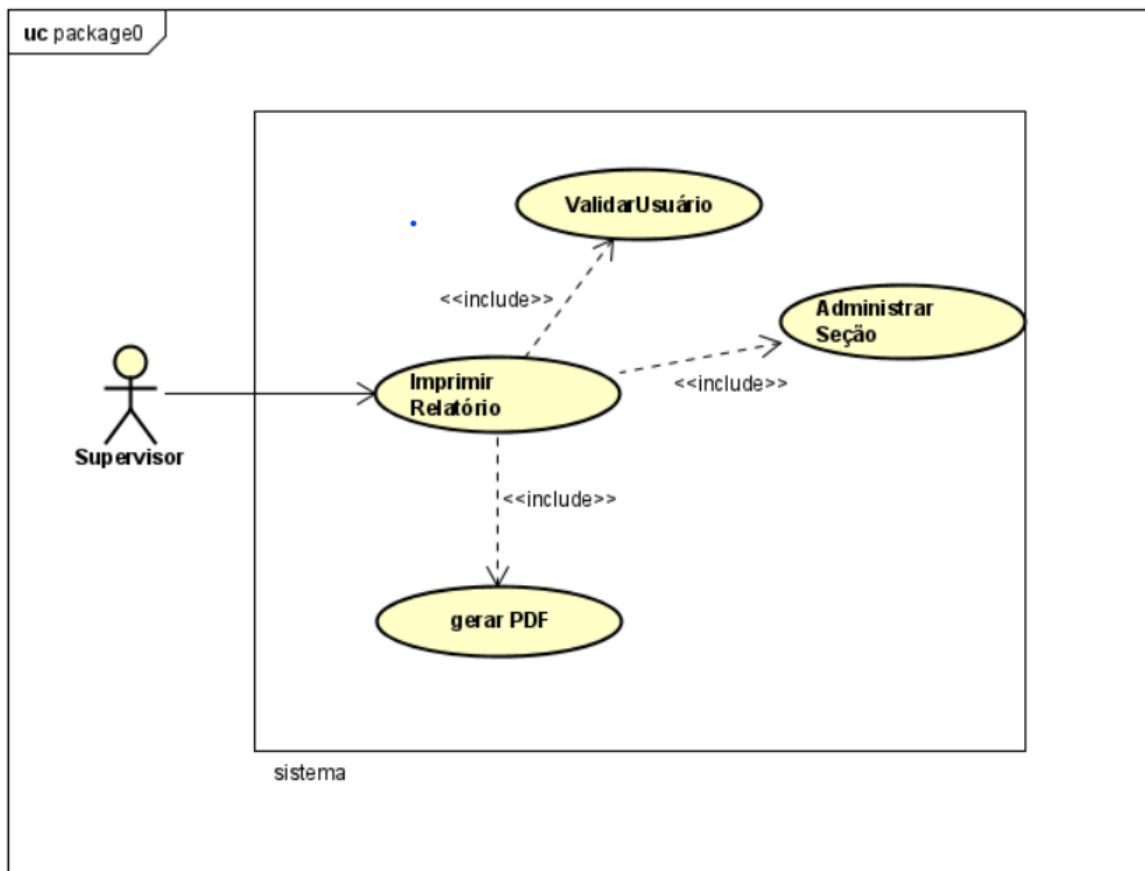 uc package0
ValidarUsuário
<<include>>
Administrar
Seção
<<include>>
Imprimir
Relatório
Supervisor
<<include>>
gerar PDF
sistema